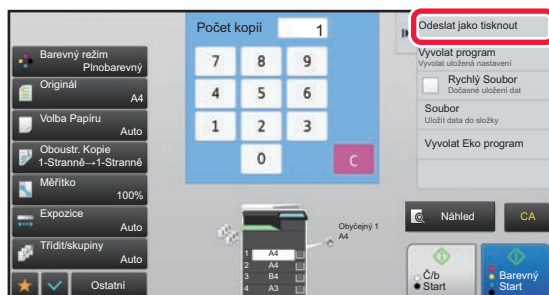 Počet kopii 1
Odeslat jako tisknout
Barevný režim
Plnobarevný
Originál
A4
Volba Papíru
Auto
Oboustr. Kopie
1-Stranně→1-Stranně
Měřítko
100%
Expozice
Auto
Třídit/skupiny
Auto
Ostatní
7 8 9
4 5 6
1 2 3
0 C
Obyčejný 1
A4
1 A4
2 A4
3 B4
4 A3
Vyvolat program
Vyvolat uložená nastavení
Rychlý Soubor
Dočasné uložení dat
Soubor
Uložit data do složky
Vyvolat Eko program
Náhled
CA
Č/b
Start
Barevný
Start